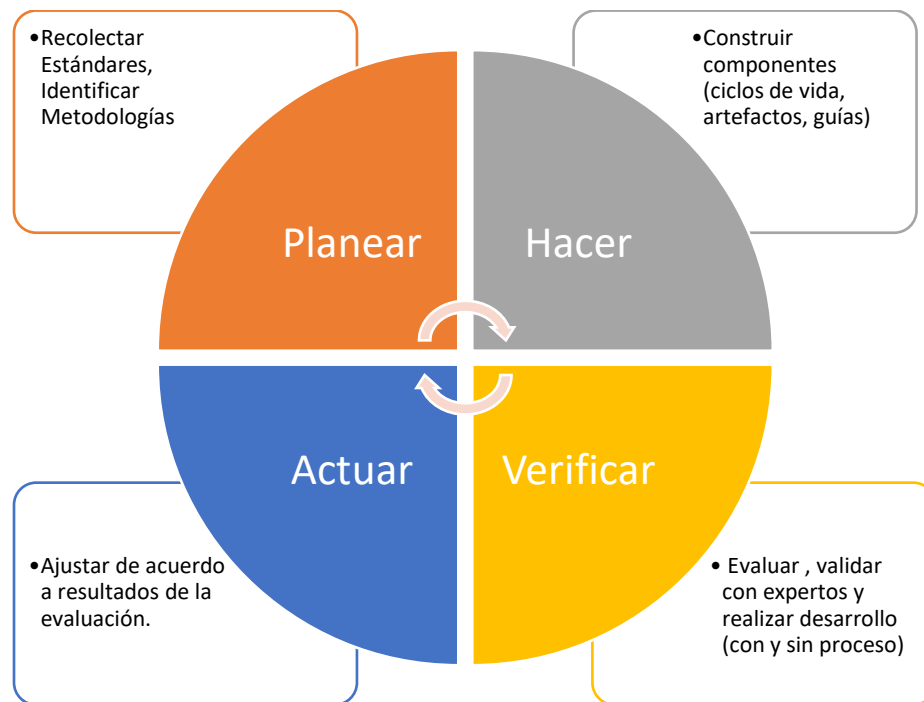 •Recolectar
Estándares,
Identificar
Metodologías
•Construir
componentes
(ciclos de vida,
artefactos, guías)
Planear
Hacer
Actuar
Verificar
•Ajustar de acuerdo
a resultados de la
evaluación.
• Evaluar , validar
con expertos y
realizar desarrollo
(con y sin proceso)